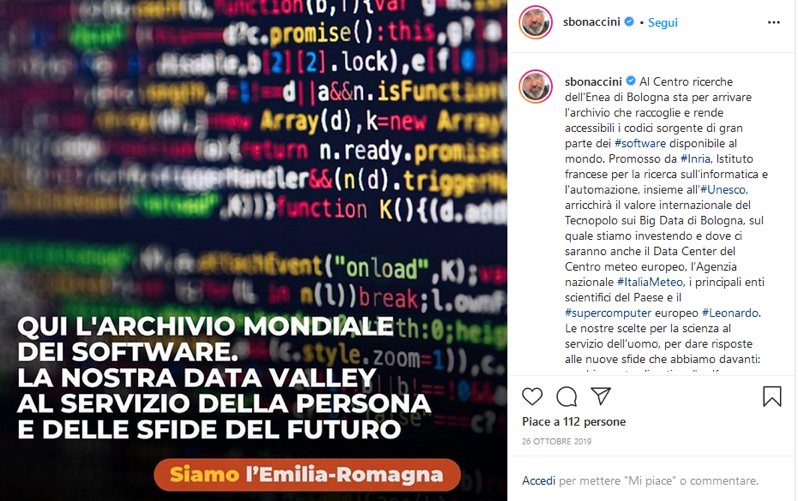 sbonaccini • Segui
sbonaccini Al Centro ricerche
dell'Enea di Bologna sta per arrivare
l'archivio che raccoglie e rende
accessibili i codici sorgente di gran
parte dei #software disponibile al
mondo. Promosso da #Inria, Istituto
francese per la ricerca sull'informatica e
l'automazione, insieme all'#Unesco,
arricchirà il valore internazionale del
Tecnopolo sui Big Data di Bologna, sul
quale stiamo investendo e dove ci
saranno anche il Data Center del
Centro meteo europeo, l'Agenzia
nazionale #ItaliaMeteo, i principali enti
scientifici del Paese e il
#supercomputer europeo #Leonardo.
Le nostre scelte per la scienza al
servizio dell'uomo, per dare risposte
alle nuove sfide che abbiamo davanti:
Piace a 112 persone
26 OTTOBRE 2019
Accedi per mettere "Mi piace" o commentare.
?c.promise():this,g?
b[2][2].lock),e[f
!==d||a&&n.isFunction
Array(d),k=new Array
return n.ready.promise
Handler&&(n(d).trigger
function K(){(d.add
("onload",K);
in n(l))break;l.own
c.style.zoom=1)),c.
QUI L'ARCHIVIO MONDIALE
DEI SOFTWARE.
LA NOSTRA DATA VALLEY
AL SERVIZIO DELLA PERSONA
E DELLE SFIDE DEL FUTURO
Siamo l'Emilia-Romagna